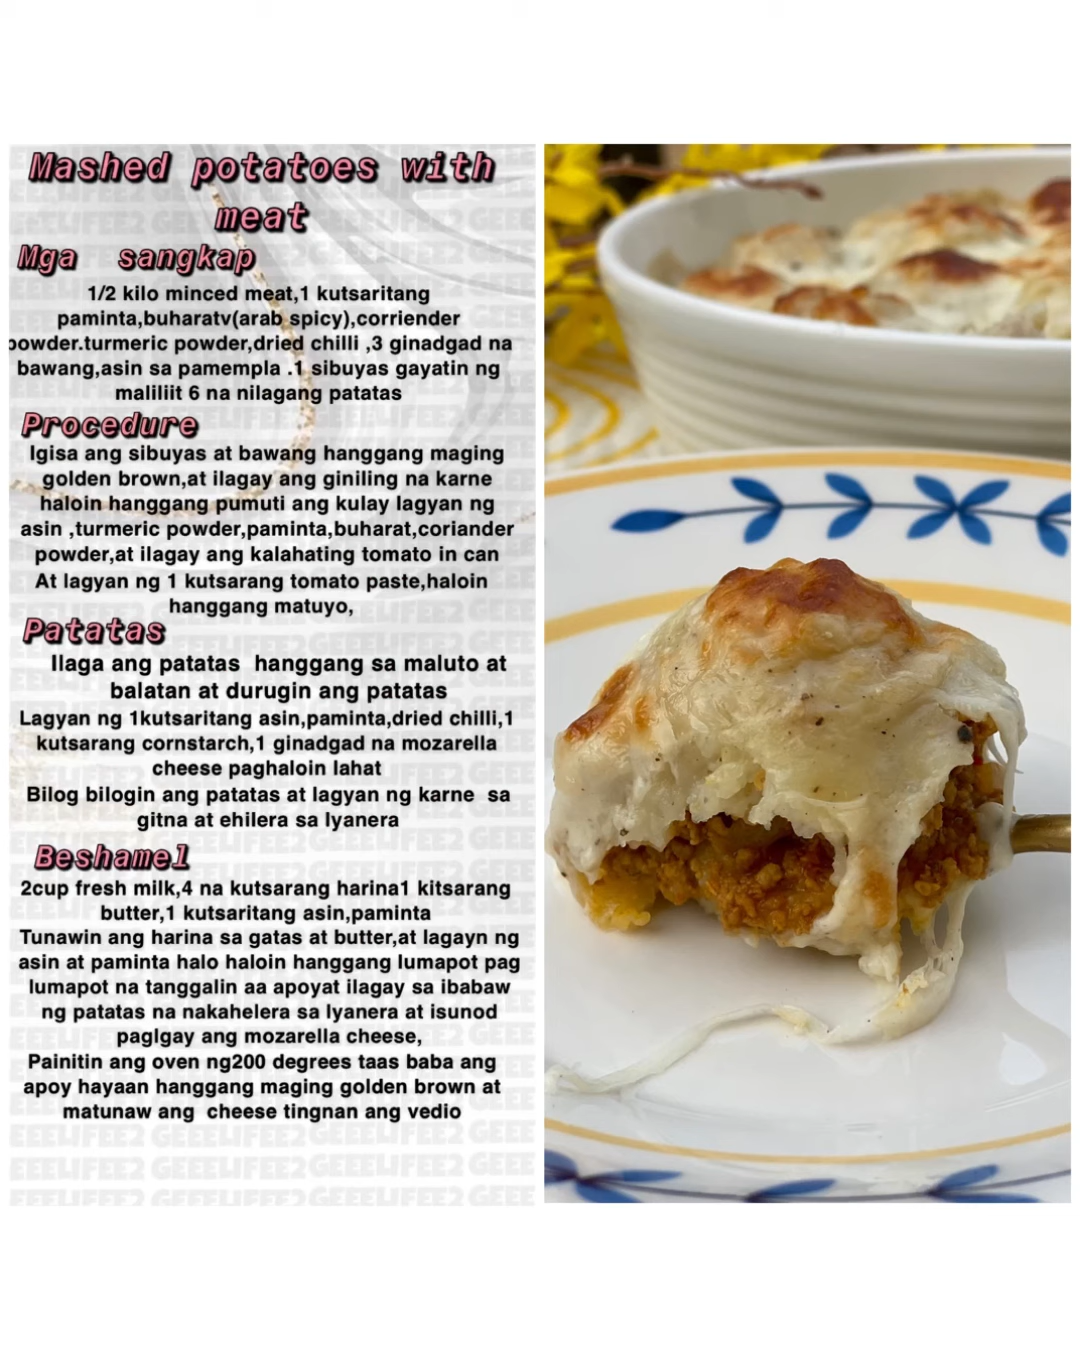 Mashed potatoes with
meat
Mga sangkap
1/2 kilo minced meat,1 kutsaritang
paminta,buharatv(arab spicy),corriender
powder.turmeric powder,dried chilli ,3 ginadgad na
bawang,asin sa pamempla .1 sibuyas gayatin ng
maliliit 6 na nilagang patatas
Procedure
Igisa ang sibuyas at bawang hanggang maging
golden brown,at ilagay ang giniling na karne
haloin hanggang pumuti ang kulay lagyan ng
asin ,turmeric powder,paminta,buharat,coriander
powder,at ilagay ang kalahating tomato in can
At lagyan ng 1 kutsarang tomato paste,haloin
hanggang matuyo,
Patatas
Ilaga ang patatas hanggang sa maluto at
balatan at durugin ang patatas
Lagyan ng 1kutsaritang asin,paminta,dried chilli,1
kutsarang cornstarch,1 ginadgad na mozarella
cheese paghaloin lahat
Bilog bilogin ang patatas at lagyan ng karne sa
gitna at ehilera sa lyanera
Beshamel
2cup fresh milk,4 na kutsarang harina1 kitsarang
butter,1 kutsaritang asin,paminta
Tunawin ang harina sa gatas at butter,at lagayn ng
asin at paminta halo haloin hanggang lumapot pag
lumapot na tanggalin aa apoyat ilagay sa ibabaw
ng patatas na nakahelera sa lyanera at isunod
paglgay ang mozarella cheese,
Painitin ang oven ng200 degrees taas baba ang
apoy hayaan hanggang maging golden brown at
matunaw ang cheese tingnan ang vedio